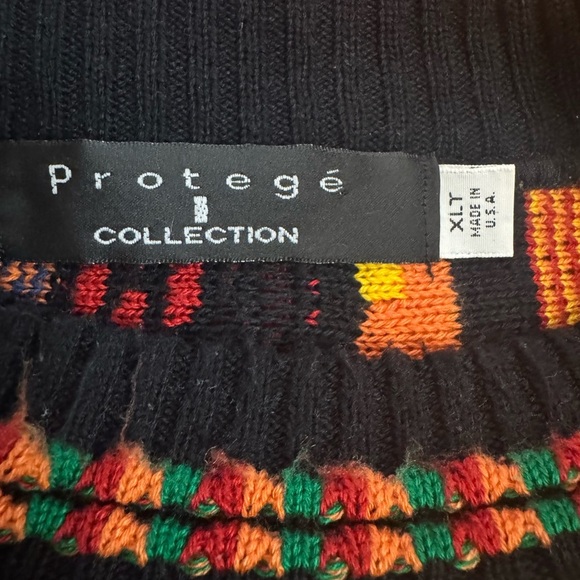 Protegé
COLLECTION
XLT
MADE IN
U.S.A.